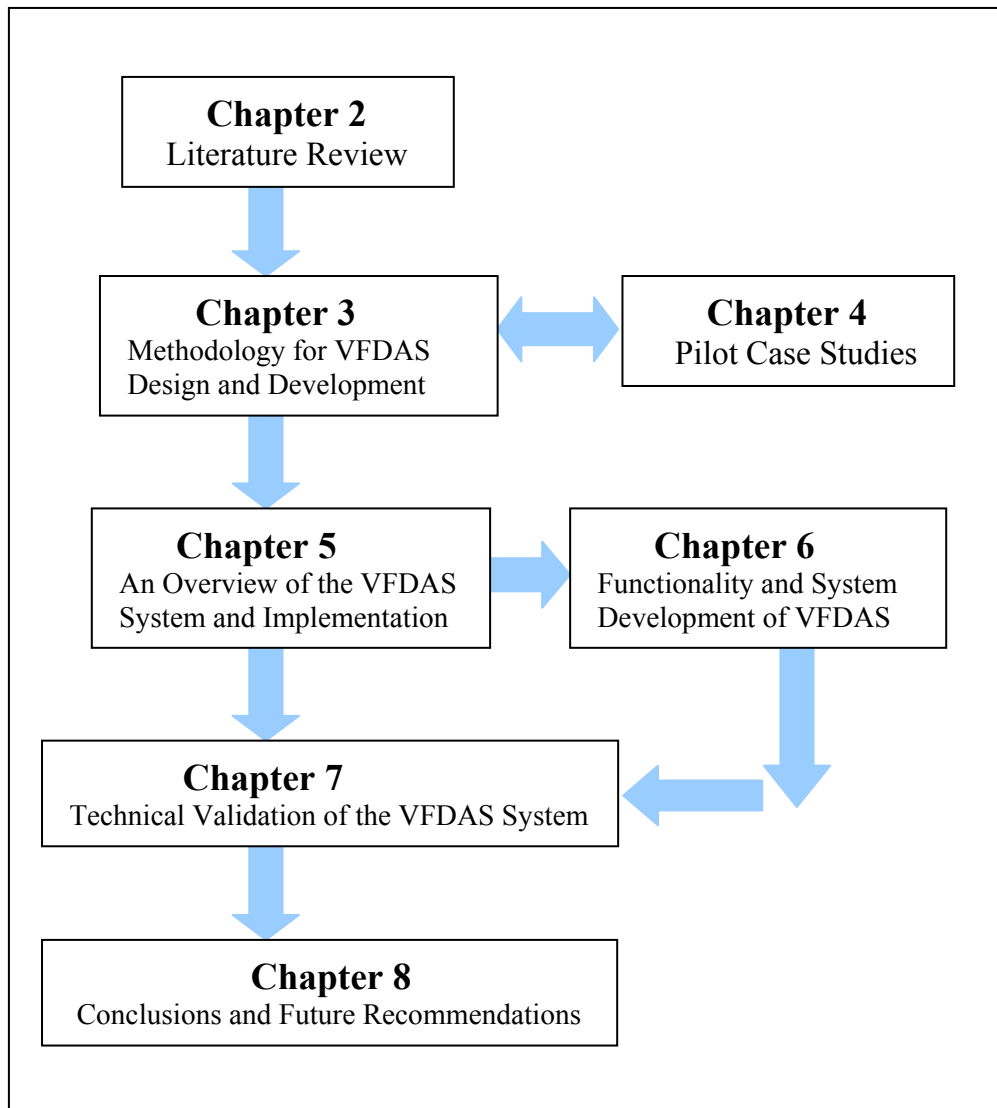 Chapter 2
Literature Review
Chapter 3
Methodology for VFDAS
Design and Development
Chapter 4
Pilot Case Studies
Chapter 5
An Overview of the VFDAS
System and Implementation
Chapter 6
Functionality and System
Development of VFDAS
Chapter 7
Technical Validation of the VFDAS System
Chapter 8
Conclusions and Future Recommendations